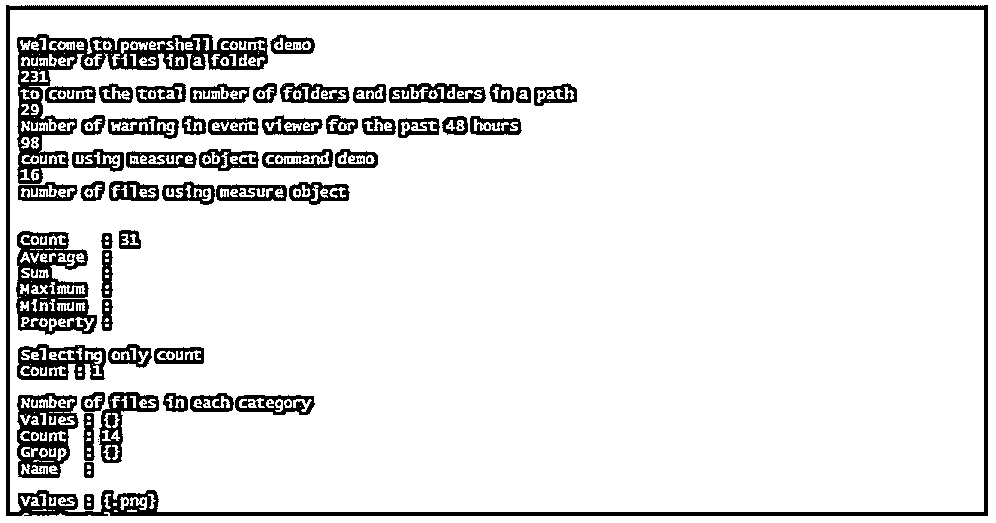 Welcome to powershell count demo
number of files in a folder
231
to count the total number of folders and subfolders in a path
29
Number of warning in event viewer for the past 48 hours
98
count using measure object command demo
16
number of files using measure object
Count : 31
Average :
Sum :
Maximum :
Minimum :
Property :
Selecting only count
Count : 1
Number of files in each category
Values : {}
Count : 14
Group : {}
Name :
Values : {.png}